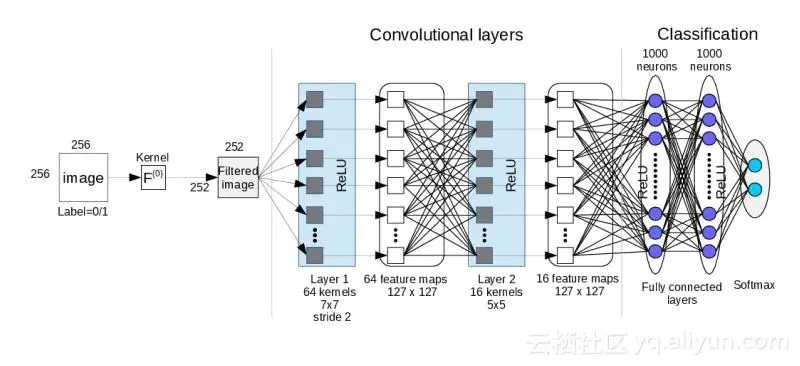 Convolutional layers
Classification
1000
neurons
1000
neurons
256
256
image
Label=0/1
Kernel
F(0)
252
252
Filtered
image
ReLU
ReLU
ReLU
ReLU
Layer 1
64 kernels
7x7
stride 2
64 feature maps
127 x 127
Layer 2
16 kernels
5x5
16 feature maps
127 x 127
Fully connected
layers
Softmax
云栖社区 yq.aliyun.com